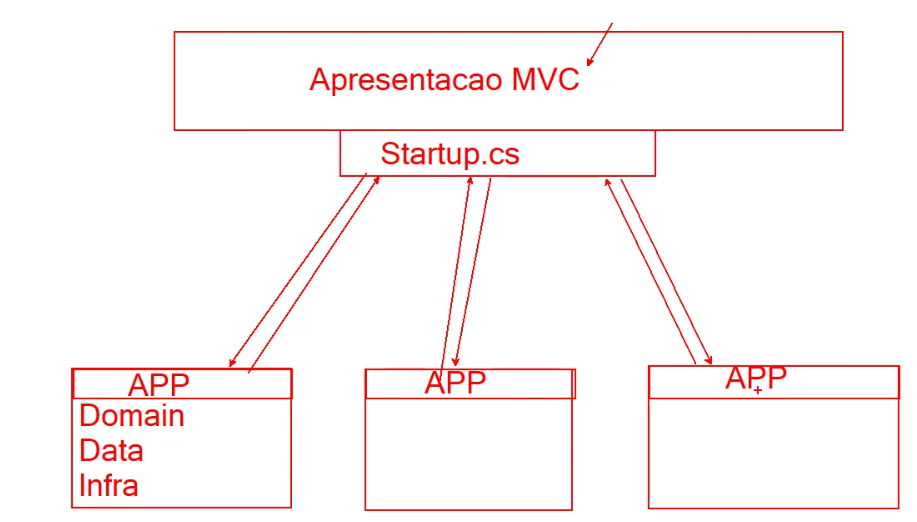 Apresentacao MVC
Startup.cs
APP
APP
APP
Domain
Data
Infra